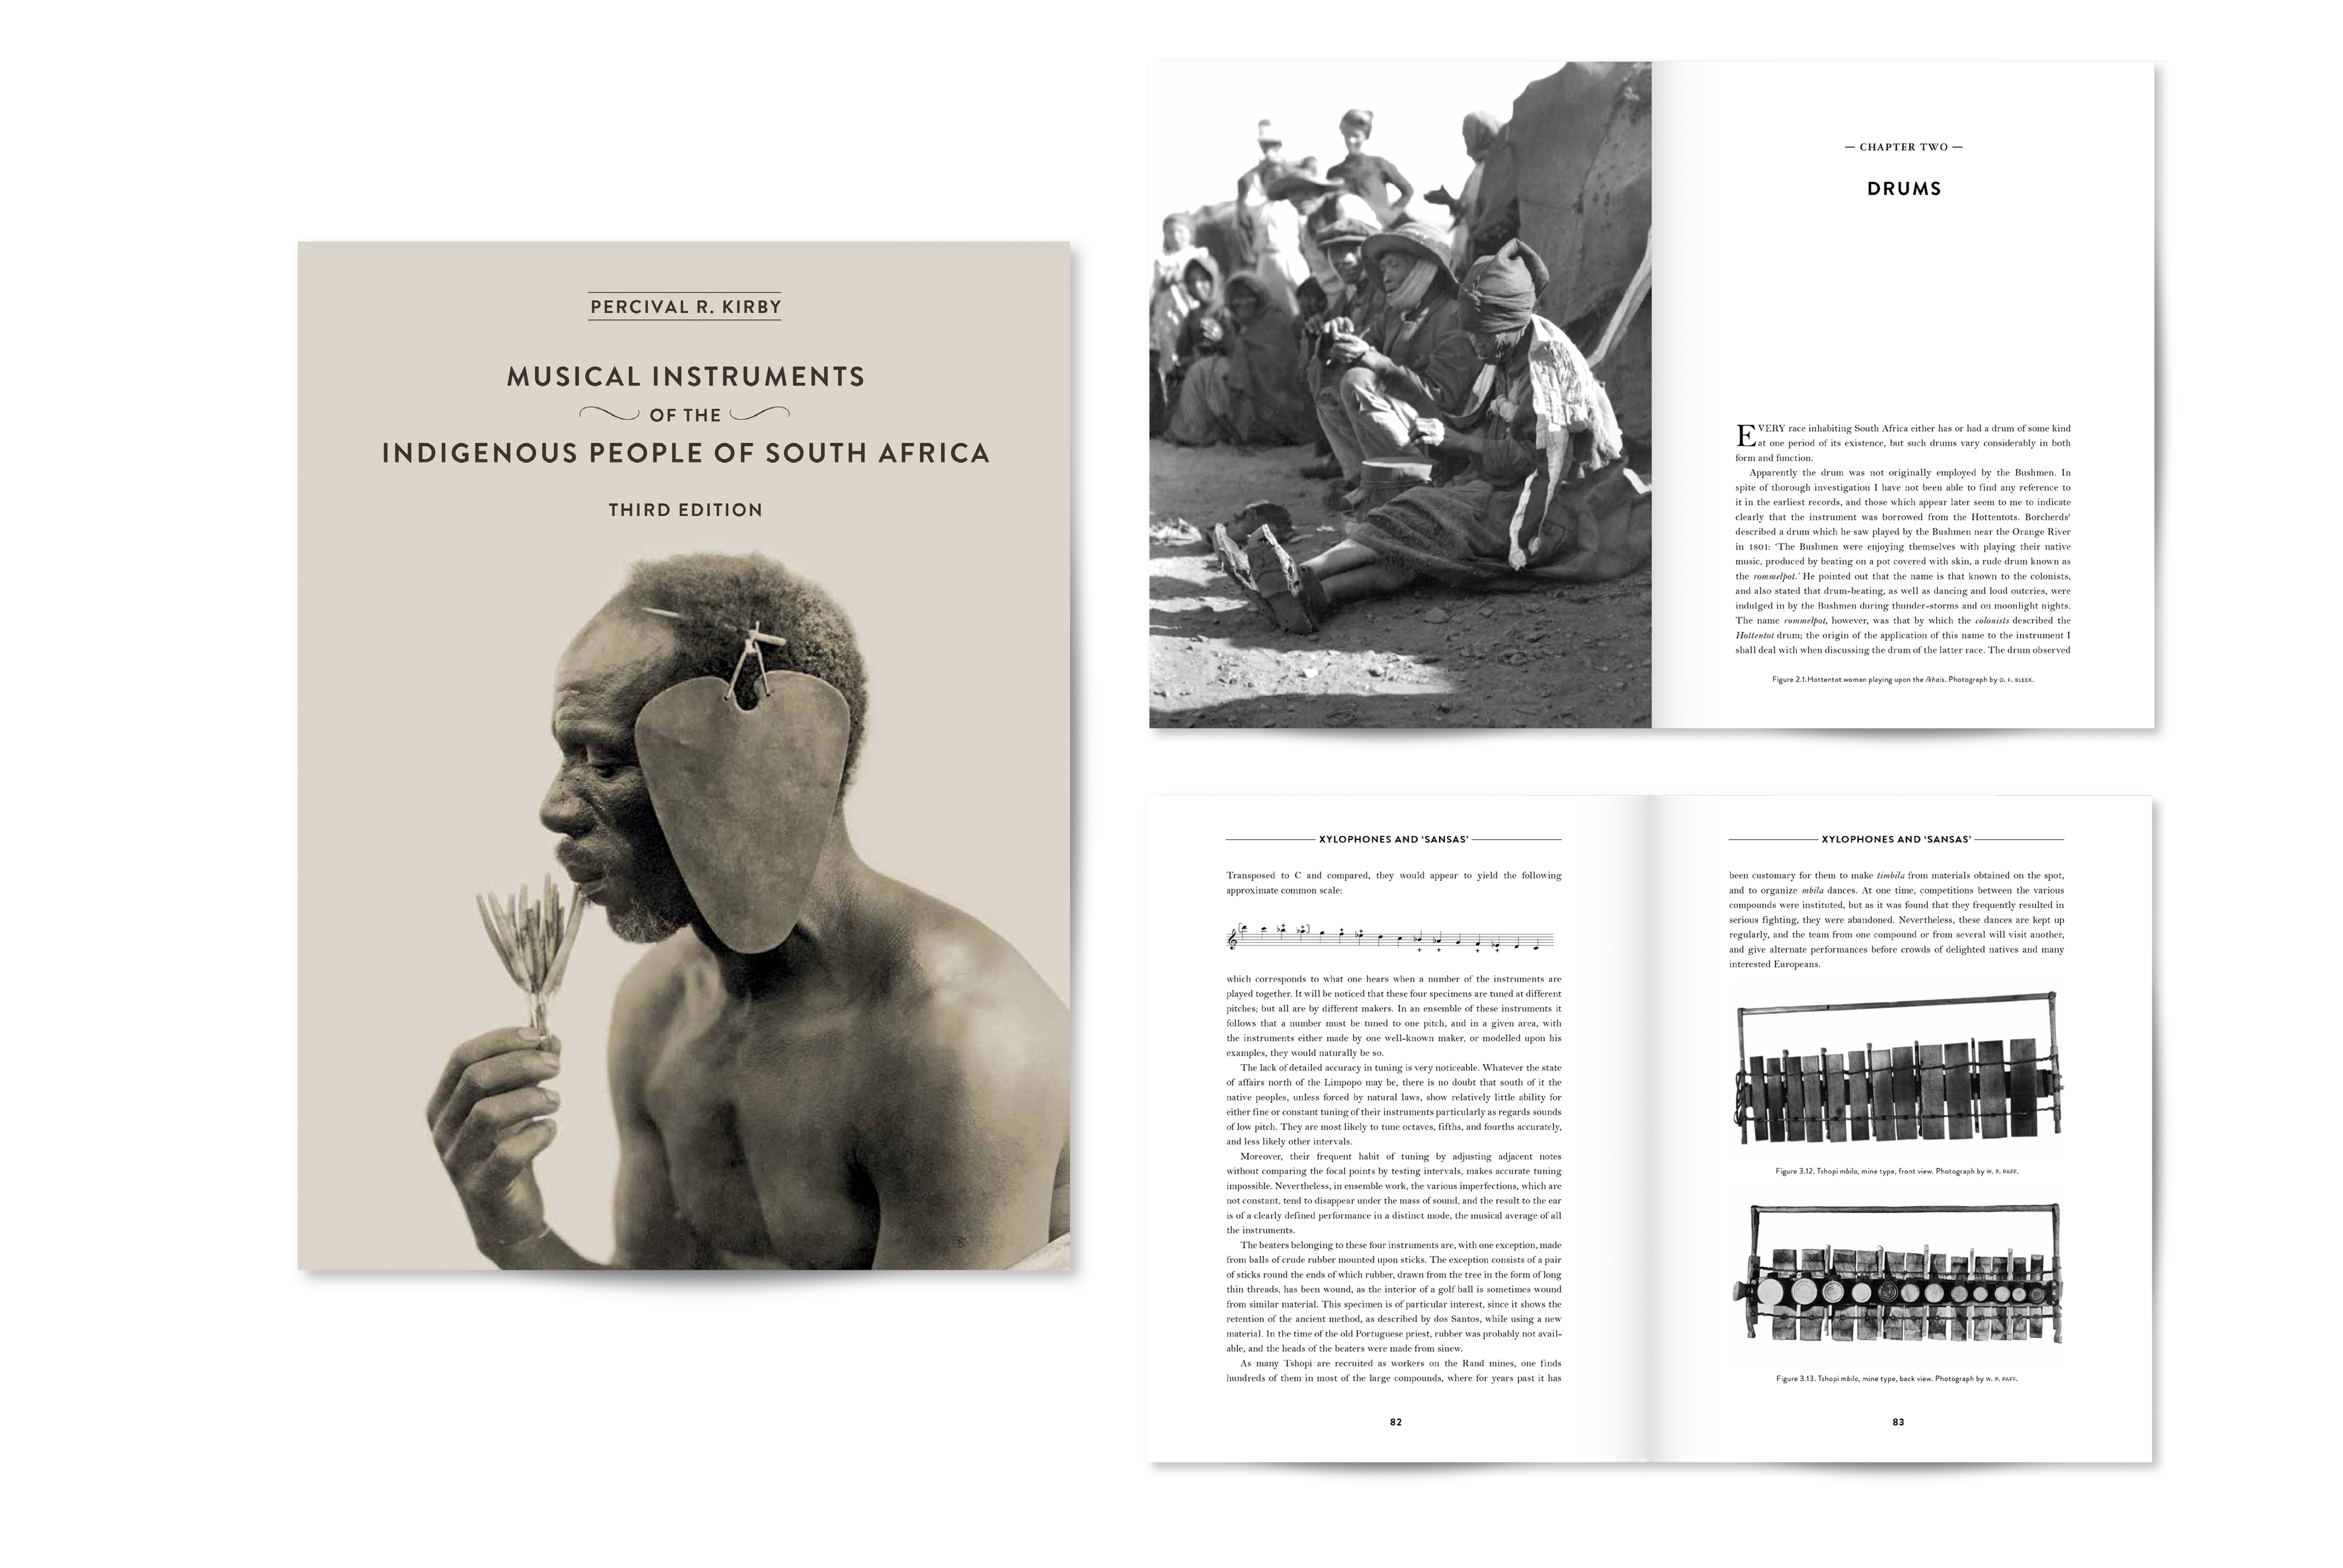 PERCIVAL R. KIRBY
MUSICAL INSTRUMENTS
OF THE
INDIGENOUS PEOPLE OF SOUTH AFRICA
THIRD EDITION
— CHAPTER TWO —
DRUMS
EVERY race inhabiting South Africa either has or had a drum of some kind
at one period of its existence, but such drums vary considerably in both
form and function.
Apparently the drum was not originally employed by the Bushmen. In
spite of thorough investigation I have not been able to find any reference to
it in the earliest records, and those which appear later seem to me to indicate
clearly that the instrument was borrowed from the Hottentots. Borcherds¹
described a drum which he saw played by the Bushmen near the Orange River
in 1801: ‘The Bushmen were enjoying themselves with playing their native
music, produced by beating on a pot covered with skin, a rude drum known as
the rommelpot.’ He pointed out that the name is that known to the colonists,
and also stated that drum-beating, as well as dancing and loud outcries, were
indulged in by the Bushmen during thunder-storms and on moonlight nights.
The name rommelpot, however, was that by which the colonists described the
Hottentot drum; the origin of the application of this name to the instrument I
shall deal with when discussing the drum of the latter race. The drum observed
Figure 2.1.Hottentot woman playing upon the /khais. Photograph by D. F. BLEEK.
XYLOPHONES AND ‘SANSAS’
Transposed to C and compared, they would appear to yield the following
approximate common scale:
which corresponds to what one hears when a number of the instruments are
played together. It will be noticed that these four specimens are tuned at different
pitches; but all are by different makers. In an ensemble of these instruments it
follows that a number must be tuned to one pitch, and in a given area, with
the instruments either made by one well-known maker, or modelled upon his
examples, they would naturally be so.
The lack of detailed accuracy in tuning is very noticeable. Whatever the state
of affairs north of the Limpopo may be, there is no doubt that south of it the
native peoples, unless forced by natural laws, show relatively little ability for
either fine or constant tuning of their instruments particularly as regards sounds
of low pitch. They are most likely to tune octaves, fifths, and fourths accurately,
and less likely other intervals.
Moreover, their frequent habit of tuning by adjusting adjacent notes
without comparing the focal points by testing intervals, makes accurate tuning
impossible. Nevertheless, in ensemble work, the various imperfections, which are
not constant, tend to disappear under the mass of sound, and the result to the ear
is of a clearly defined performance in a distinct mode, the musical average of all
the instruments.
The beaters belonging to these four instruments are, with one exception, made
from balls of crude rubber mounted upon sticks. The exception consists of a pair
of sticks round the ends of which rubber, drawn from the tree in the form of long
thin threads, has been wound, as the interior of a golf ball is sometimes wound
from similar material. This specimen is of particular interest, since it shows the
retention of the ancient method, as described by dos Santos, while using a new
material. In the time of the old Portuguese priest, rubber was probably not avail-
able, and the heads of the beaters were made from sinew.
As many Tshopi are recruited as workers on the Rand mines, one finds
hundreds of them in most of the large compounds, where for years past it has
82
XYLOPHONES AND ‘SANSAS’
been customary for them to make timbila from materials obtained on the spot,
and to organize mbila dances. At one time, competitions between the various
compounds were instituted, but as it was found that they frequently resulted in
serious fighting, they were abandoned. Nevertheless, these dances are kept up
regularly, and the team from one compound or from several will visit another,
and give alternate performances before crowds of delighted natives and many
interested Europeans.
Figure 3.12. Tshopi mbila, mine type, front view. Photograph by W. P. PAFF.
Figure 3.13. Tshopi mbila, mine type, back view. Photograph by W. P. PAFF.
83